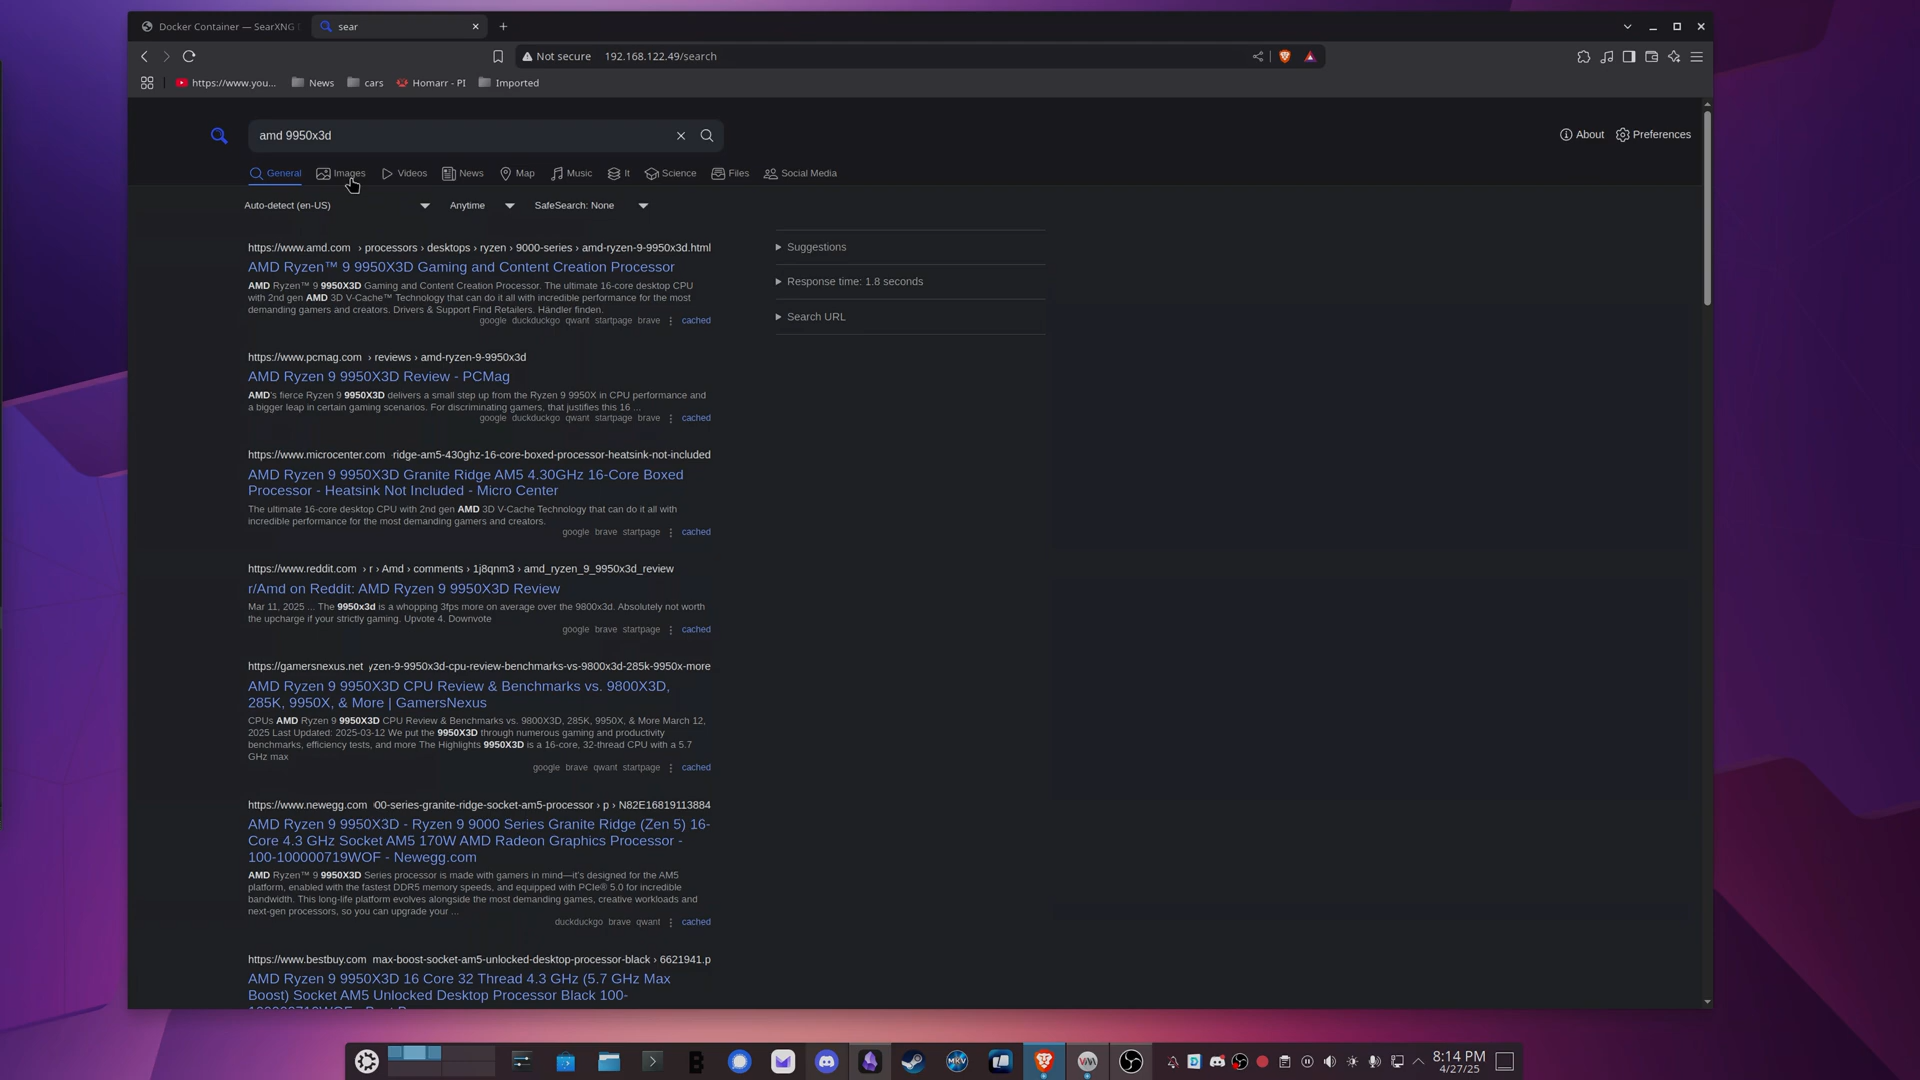 Docker Container — SearXNG
sear
Not secure 192.168.122.49/search
https://www.you... News cars Homarr - PI Imported
amd 9950x3d
About Preferences
General Images Videos News Map Music It Science Files Social Media
Auto-detect (en-US) Anytime SafeSearch: None
https://www.amd.com › processors › desktops › ryzen › 9000-series › amd-ryzen-9-9950x3d.html
AMD Ryzen™ 9 9950X3D Gaming and Content Creation Processor
AMD Ryzen™ 9 9950X3D Gaming and Content Creation Processor. The ultimate 16-core desktop CPU
with 2nd gen AMD 3D V-Cache™ Technology that can do it all with incredible performance for the most
demanding gamers and creators. Drivers & Support Find Retailers. Händler finden.
google duckduckgo qwant startpage brave cached
https://www.pcmag.com › reviews › amd-ryzen-9-9950x3d
AMD Ryzen 9 9950X3D Review - PCMag
AMD's fierce Ryzen 9 9950X3D delivers a small step up from the Ryzen 9 9950X in CPU performance and
a bigger leap in certain gaming scenarios. For discriminating gamers, that justifies this 16 ...
google duckduckgo qwant startpage brave cached
https://www.microcenter.com ridge-am5-430ghz-16-core-boxed-processor-heatsink-not-included
AMD Ryzen 9 9950X3D Granite Ridge AM5 4.30GHz 16-Core Boxed
Processor - Heatsink Not Included - Micro Center
The ultimate 16-core desktop CPU with 2nd gen AMD 3D V-Cache Technology that can do it all with
incredible performance for the most demanding gamers and creators.
google brave startpage cached
https://www.reddit.com › r › Amd › comments › 1j8qnm3 › amd_ryzen_9_9950x3d_review
r/Amd on Reddit: AMD Ryzen 9 9950X3D Review
Mar 11, 2025 ... The 9950x3d is a whopping 3fps more on average over the 9800x3d. Absolutely not worth
the upcharge if your strictly gaming. Upvote 4. Downvote
google brave startpage cached
https://gamersnexus.net yzen-9-9950x3d-cpu-review-benchmarks-vs-9800x3d-285k-9950x-more
AMD Ryzen 9 9950X3D CPU Review & Benchmarks vs. 9800X3D,
285K, 9950X, & More | GamersNexus
CPUs AMD Ryzen 9 9950X3D CPU Review & Benchmarks vs. 9800X3D, 285K, 9950X, & More March 12,
2025 Last Updated: 2025-03-12 We put the 9950X3D through numerous gaming and productivity
benchmarks, efficiency tests, and more The Highlights 9950X3D is a 16-core, 32-thread CPU with a 5.7
GHz max
google brave qwant startpage cached
https://www.newegg.com 00-series-granite-ridge-socket-am5-processor › p › N82E16819113884
AMD Ryzen 9 9950X3D - Ryzen 9 9000 Series Granite Ridge (Zen 5) 16-
Core 4.3 GHz Socket AM5 170W AMD Radeon Graphics Processor -
100-100000719WOF - Newegg.com
AMD Ryzen™ 9 9950X3D Series processor is made with gamers in mind—it's designed for the AM5
platform, enabled with the fastest DDR5 memory speeds, and equipped with PCIe® 5.0 for incredible
bandwidth. This long-life platform evolves alongside the most demanding games, creative workloads and
next-gen processors, so you can upgrade your ...
duckduckgo brave qwant cached
https://www.bestbuy.com max-boost-socket-am5-unlocked-desktop-processor-black › 6621941.p
AMD Ryzen 9 9950X3D 16 Core 32 Thread 4.3 GHz (5.7 GHz Max
Boost) Socket AM5 Unlocked Desktop Processor Black 100-
Suggestions
Response time: 1.8 seconds
Search URL
MKV
8:14 PM
4/27/25